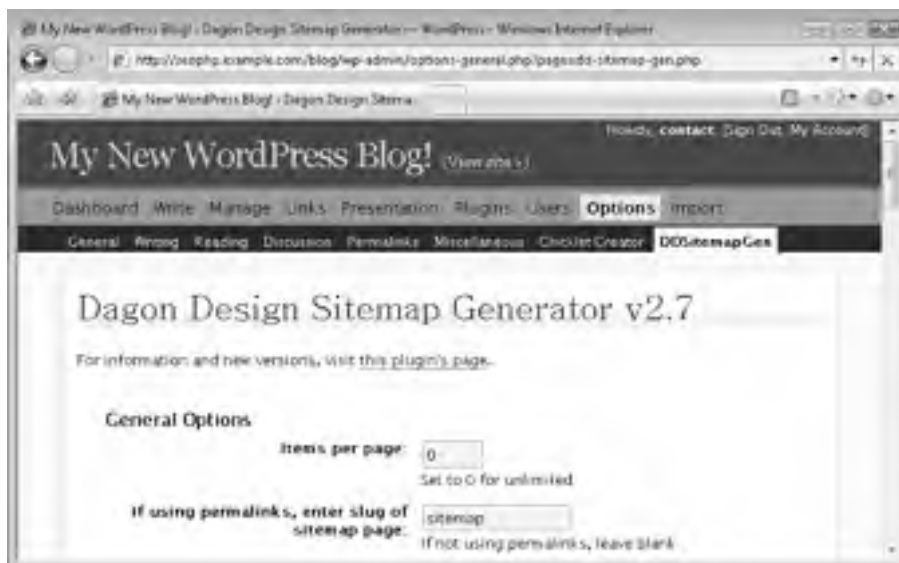 My New WordPress Blog! › Dagon Design Sitemap Generator — WordPress - Windows Internet Explorer
http://seophp.example.com/blog/wp-admin/options-general.php?page=dd-sitemap-gen.php
My New WordPress Blog! › Dagon Design Sitema
Howdy, contact. [Sign Out, My Account]
My New WordPress Blog! (View site »)
Dashboard Write Manage Links Presentation Plugins Users Options Import
General Writing Reading Discussion Permalinks Miscellaneous Chicklet Creator DDSitemapGen
Dagon Design Sitemap Generator v2.7
For information and new versions, visit this plugin's page.
General Options
Items per page:
0
Set to 0 for unlimited
If using permalinks, enter slug of
sitemap page:
sitemap
If not using permalinks, leave blank